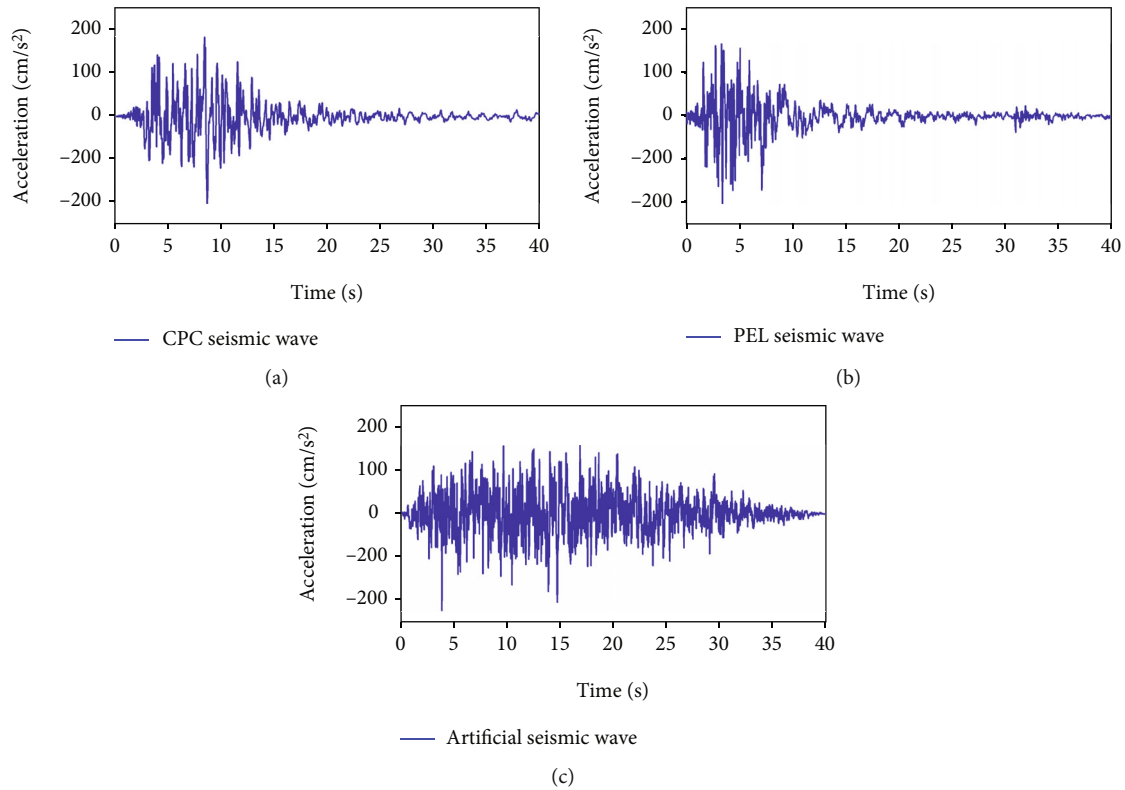 Acceleration (cm/s²)
200
100
0
–200
–200
0 5 10 15 20 25 30 35 40
Time (s)
CPC seismic wave
(a)
Acceleration (cm/s²)
200
100
0
–200
–200
0 5 10 15 20 25 30 35 40
Time (s)
PEL seismic wave
(b)
Acceleration (cm/s²)
200
100
0
–200
–200
0 5 10 15 20 25 30 35 40
Time (s)
Artificial seismic wave
(c)